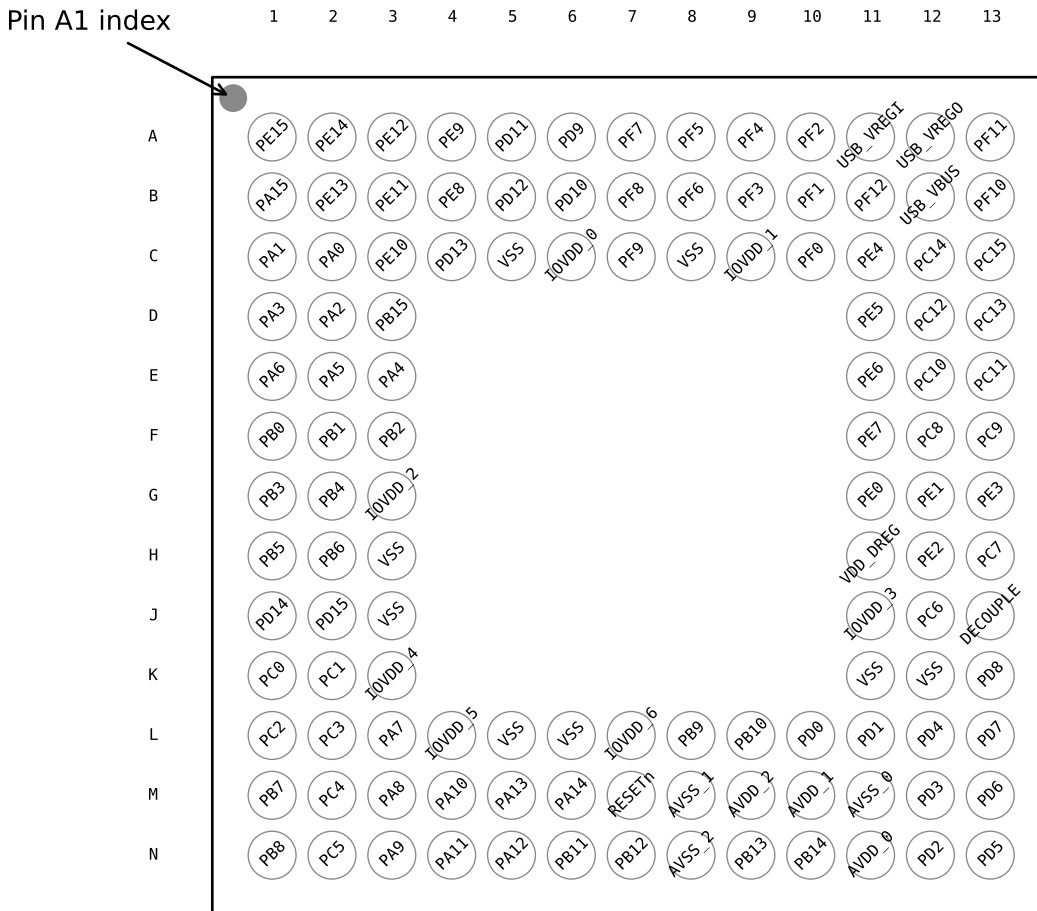 Pin A1 index 1 2 3 4 5 6 7 8 9 10 11 12 13
A PE15 PE14 PE12 PE9 PD11 PD9 PF7 PF5 PF4 PF2 USB_VREGI USB_VREGO PF11
B PA15 PE13 PE11 PE8 PD12 PD10 PF8 PF6 PF3 PF1 PF12 USB_VBUS PF10
C PA1 PA0 PE10 PD13 VSS IOVDD_0 PF9 VSS IOVDD_1 PF0 PE4 PC14 PC15
D PA3 PA2 PB15 PE5 PC12 PC13
E PA6 PA5 PA4 PE6 PC10 PC11
F PB0 PB1 PB2 PE7 PC8 PC9
G PB3 PB4 IOVDD_2 PE0 PE1 PE3
H PB5 PB6 VSS VDD_DREG PE2 PC7
J PD14 PD15 VSS IOVDD_3 PC6 DECOUPLE
K PC0 PC1 IOVDD_4 VSS VSS PD8
L PC2 PC3 PA7 IOVDD_5 VSS VSS IOVDD_6 PB9 PB10 PD0 PD1 PD4 PD7
M PB7 PC4 PA8 PA10 PA13 PA14 RESETn AVSS_1 AVDD_2 AVDD_1 AVSS_0 PD3 PD6
N PB8 PC5 PA9 PA11 PA12 PB11 PB12 AVSS_2 PB13 PB14 AVDD_0 PD2 PD5